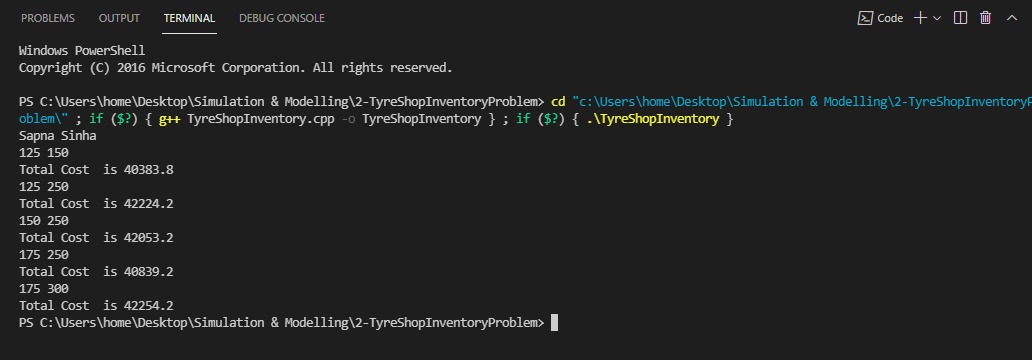 PROBLEMS OUTPUT TERMINAL DEBUG CONSOLE Code
Windows PowerShell
Copyright (C) 2016 Microsoft Corporation. All rights reserved.
PS C:\Users\home\Desktop\Simulation & Modelling\2-TyreShopInventoryProblem> cd "c:\Users\home\Desktop\Simulation & Modelling\2-TyreShopInventoryPr
oblem\" ; if ($?) { g++ TyreShopInventory.cpp -o TyreShopInventory } ; if ($?) { .\TyreShopInventory }
Sapna Sinha
125 150
Total Cost  is 40383.8
125 250
Total Cost  is 42224.2
150 250
Total Cost  is 42053.2
175 250
Total Cost  is 40839.2
175 300
Total Cost  is 42254.2
PS C:\Users\home\Desktop\Simulation & Modelling\2-TyreShopInventoryProblem>